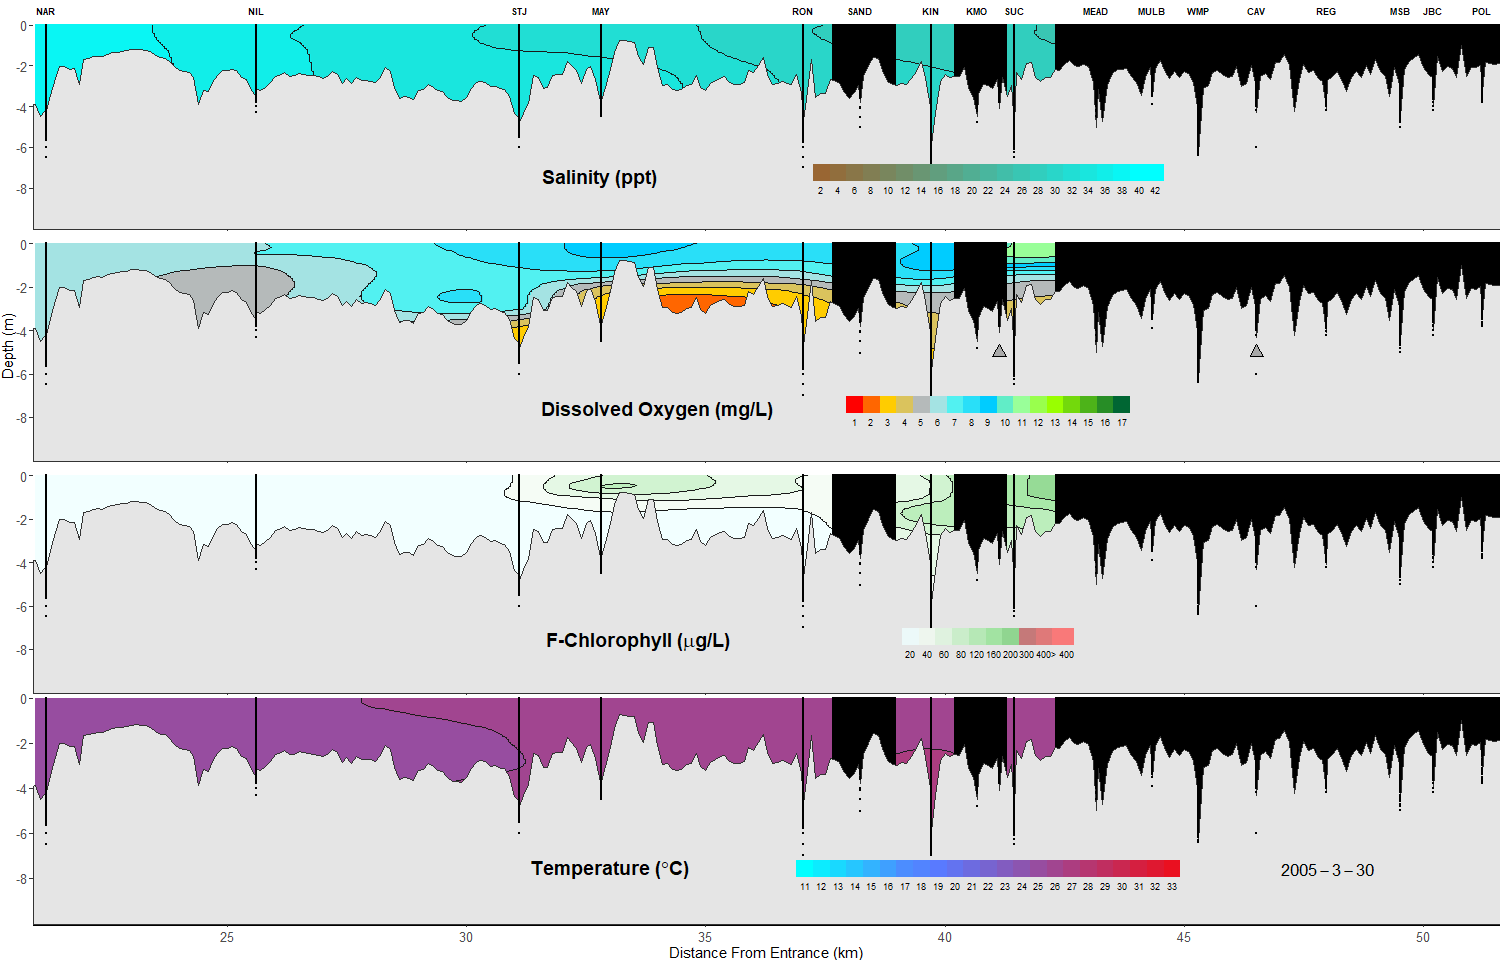 NAR NIL STJ MAY RON SAND KIN KMO SUC MEAD MULB WMP CAV REG MSB JBC POL
0
-2
-4
-6
-8
Salinity (ppt)
2 4 6 8 10 12 14 16 18 20 22 24 26 28 30 32 34 36 38 40 42
0
-2
-4
-6
-8
Depth (m)
Dissolved Oxygen (mg/L)
1 2 3 4 5 6 7 8 9 10 11 12 13 14 15 16 17
0
-2
-4
-6
-8
F-Chlorophyll (µg/L)
20 40 60 80 120 160 200 300 400> 400
0
-2
-4
-6
-8
Temperature (°C)
11 12 13 14 15 16 17 18 19 20 21 22 23 24 25 26 27 28 29 30 31 32 33
2005 – 3 – 30
25 30 35 40 45 50
Distance From Entrance (km)